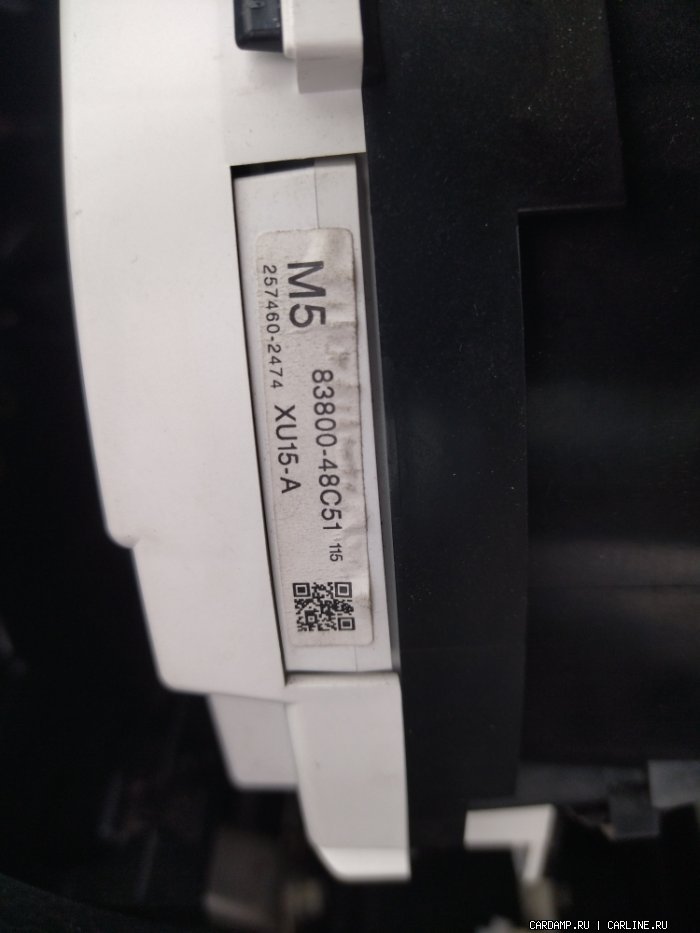 M5 83800-48C51 115
257460-2474 XU15-A
CARDAMP.RU | CARLINE.RU